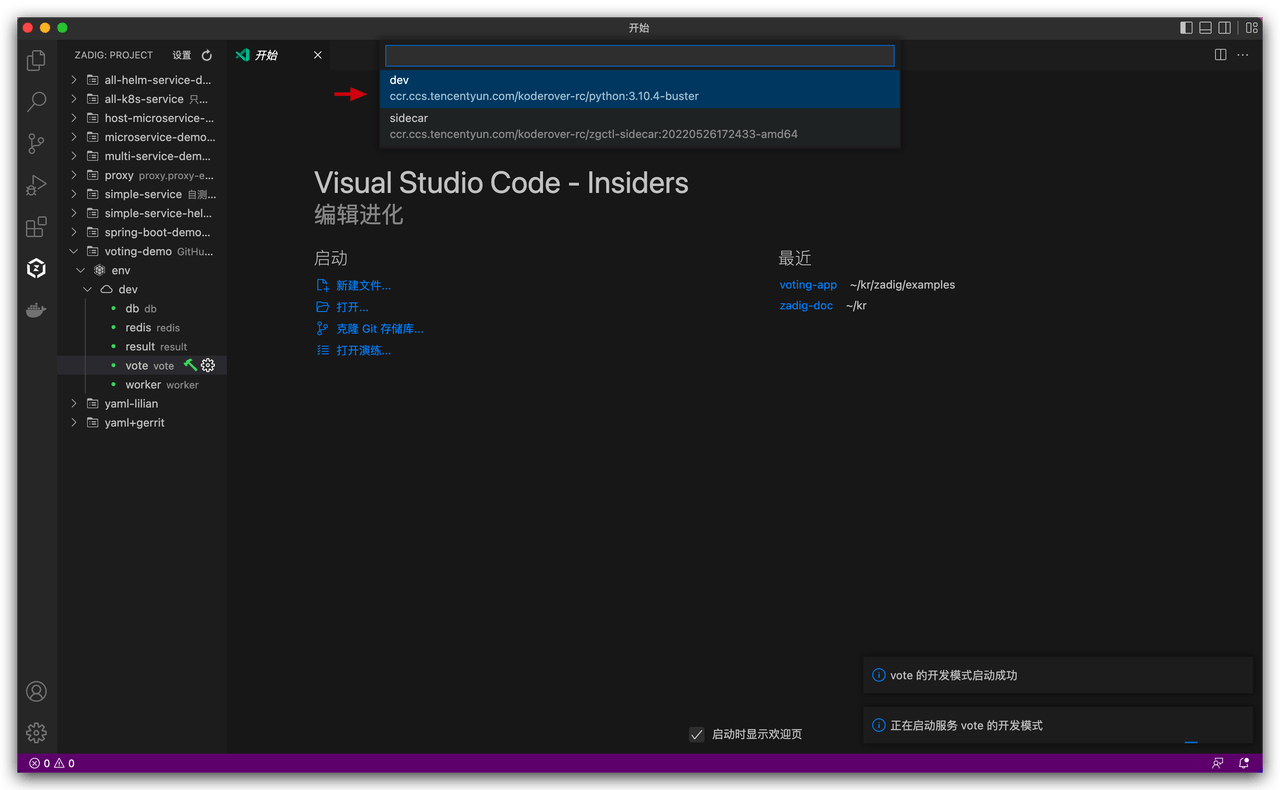 开始
ZADIG: PROJECT 设置
开始
dev
ccr.ccs.tencentyun.com/koderover-rc/python:3.10.4-buster
sidecar
ccr.ccs.tencentyun.com/koderover-rc/zgctl-sidecar:20220526172433-amd64
all-helm-service-d...
all-k8s-service 只...
host-microservice-...
microservice-demo...
multi-service-dem...
proxy proxy.proxy-e...
simple-service 自测...
simple-service-hel...
spring-boot-demo...
voting-demo GitHu...
env
dev
db db
redis redis
result result
vote vote
worker worker
yaml-lilian
yaml+gerrit
Visual Studio Code - Insiders
编辑进化
启动
新建文件...
打开...
克隆 Git 存储库...
打开演练...
最近
voting-app ~/kr/zadig/examples
zadig-doc ~/kr
vote 的开发模式启动成功
正在启动服务 vote 的开发模式
启动时显示欢迎页
0 0